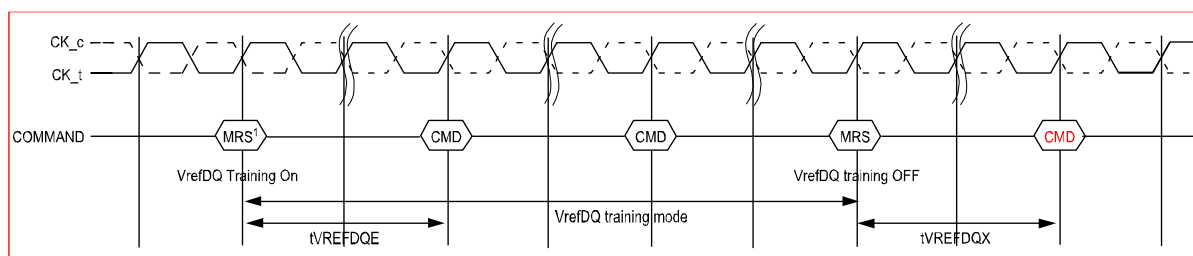 CK_c
CK_t
COMMAND MRS1 CMD CMD MRS CMD
VrefDQ Training On VrefDQ training OFF
VrefDQ training mode
tVREFDQE tVREFDQX